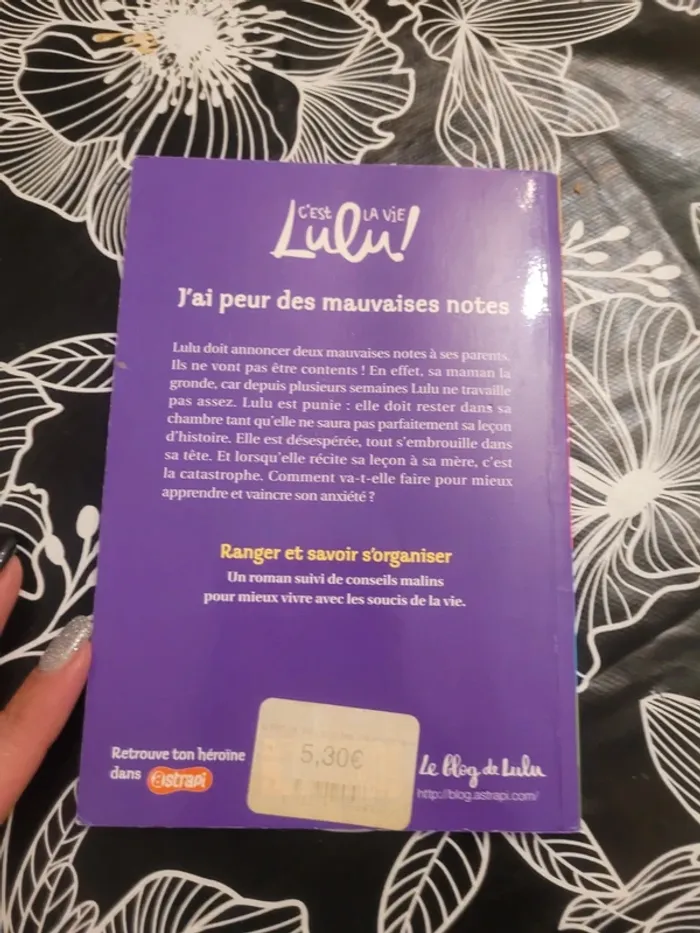 C'EST LA VIE
Lulu!
J'ai peur des mauvaises notes
Lulu doit annoncer deux mauvaises notes à ses parents.
Ils ne vont pas être contents ! En effet, sa maman la
gronde, car depuis plusieurs semaines Lulu ne travaille
pas assez. Lulu est punie : elle doit rester dans sa
chambre tant qu'elle ne saura pas parfaitement sa leçon
d'histoire. Elle est désespérée, tout s'embrouille dans
sa tête. Et lorsqu'elle récite sa leçon à sa mère, c'est
la catastrophe. Comment va-t-elle faire pour mieux
apprendre et vaincre son anxiété ?
Ranger et savoir s'organiser
Un roman suivi de conseils malins
pour mieux vivre avec les soucis de la vie.
5,30€
Retrouve ton héroïne
dans astrapi
Le blog de Lulu
http://blog.astrapi.com/